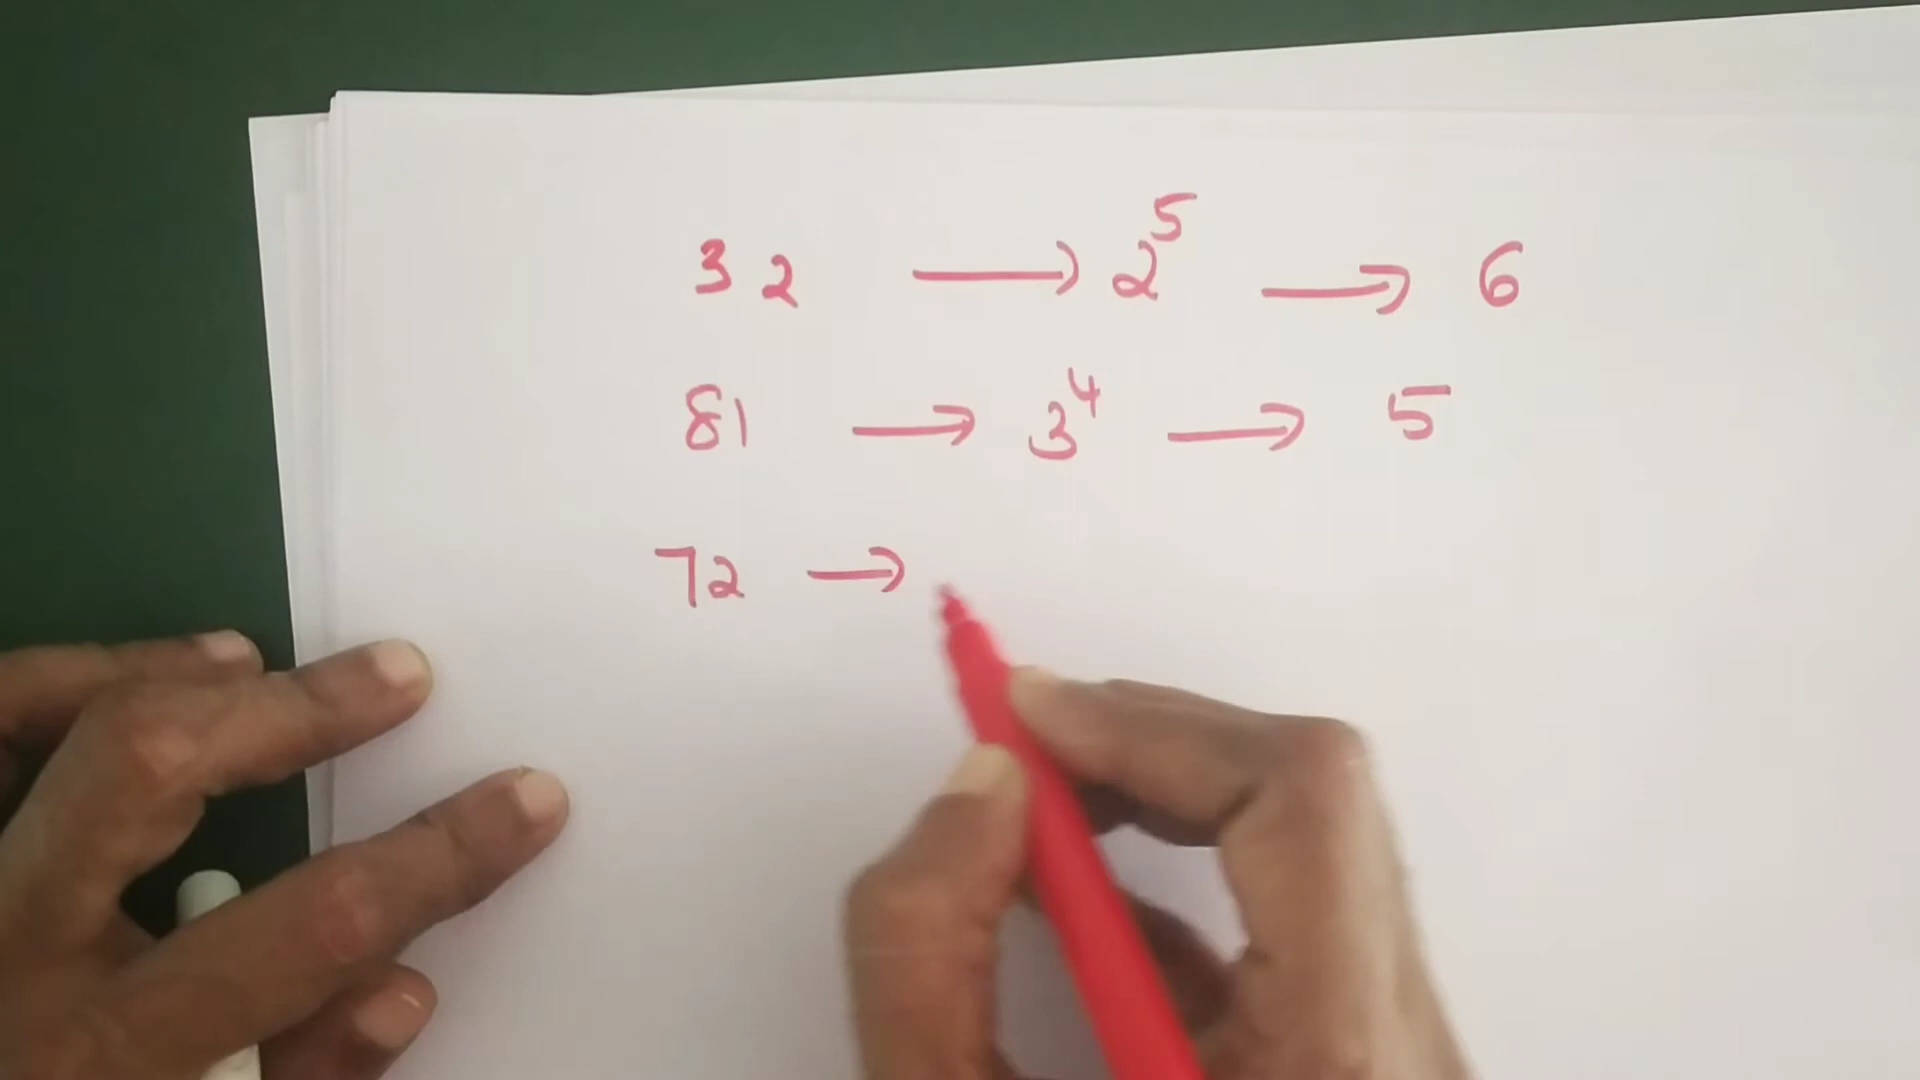 32 → 2⁵ → 6
81 → 3⁴ → 5
72 →